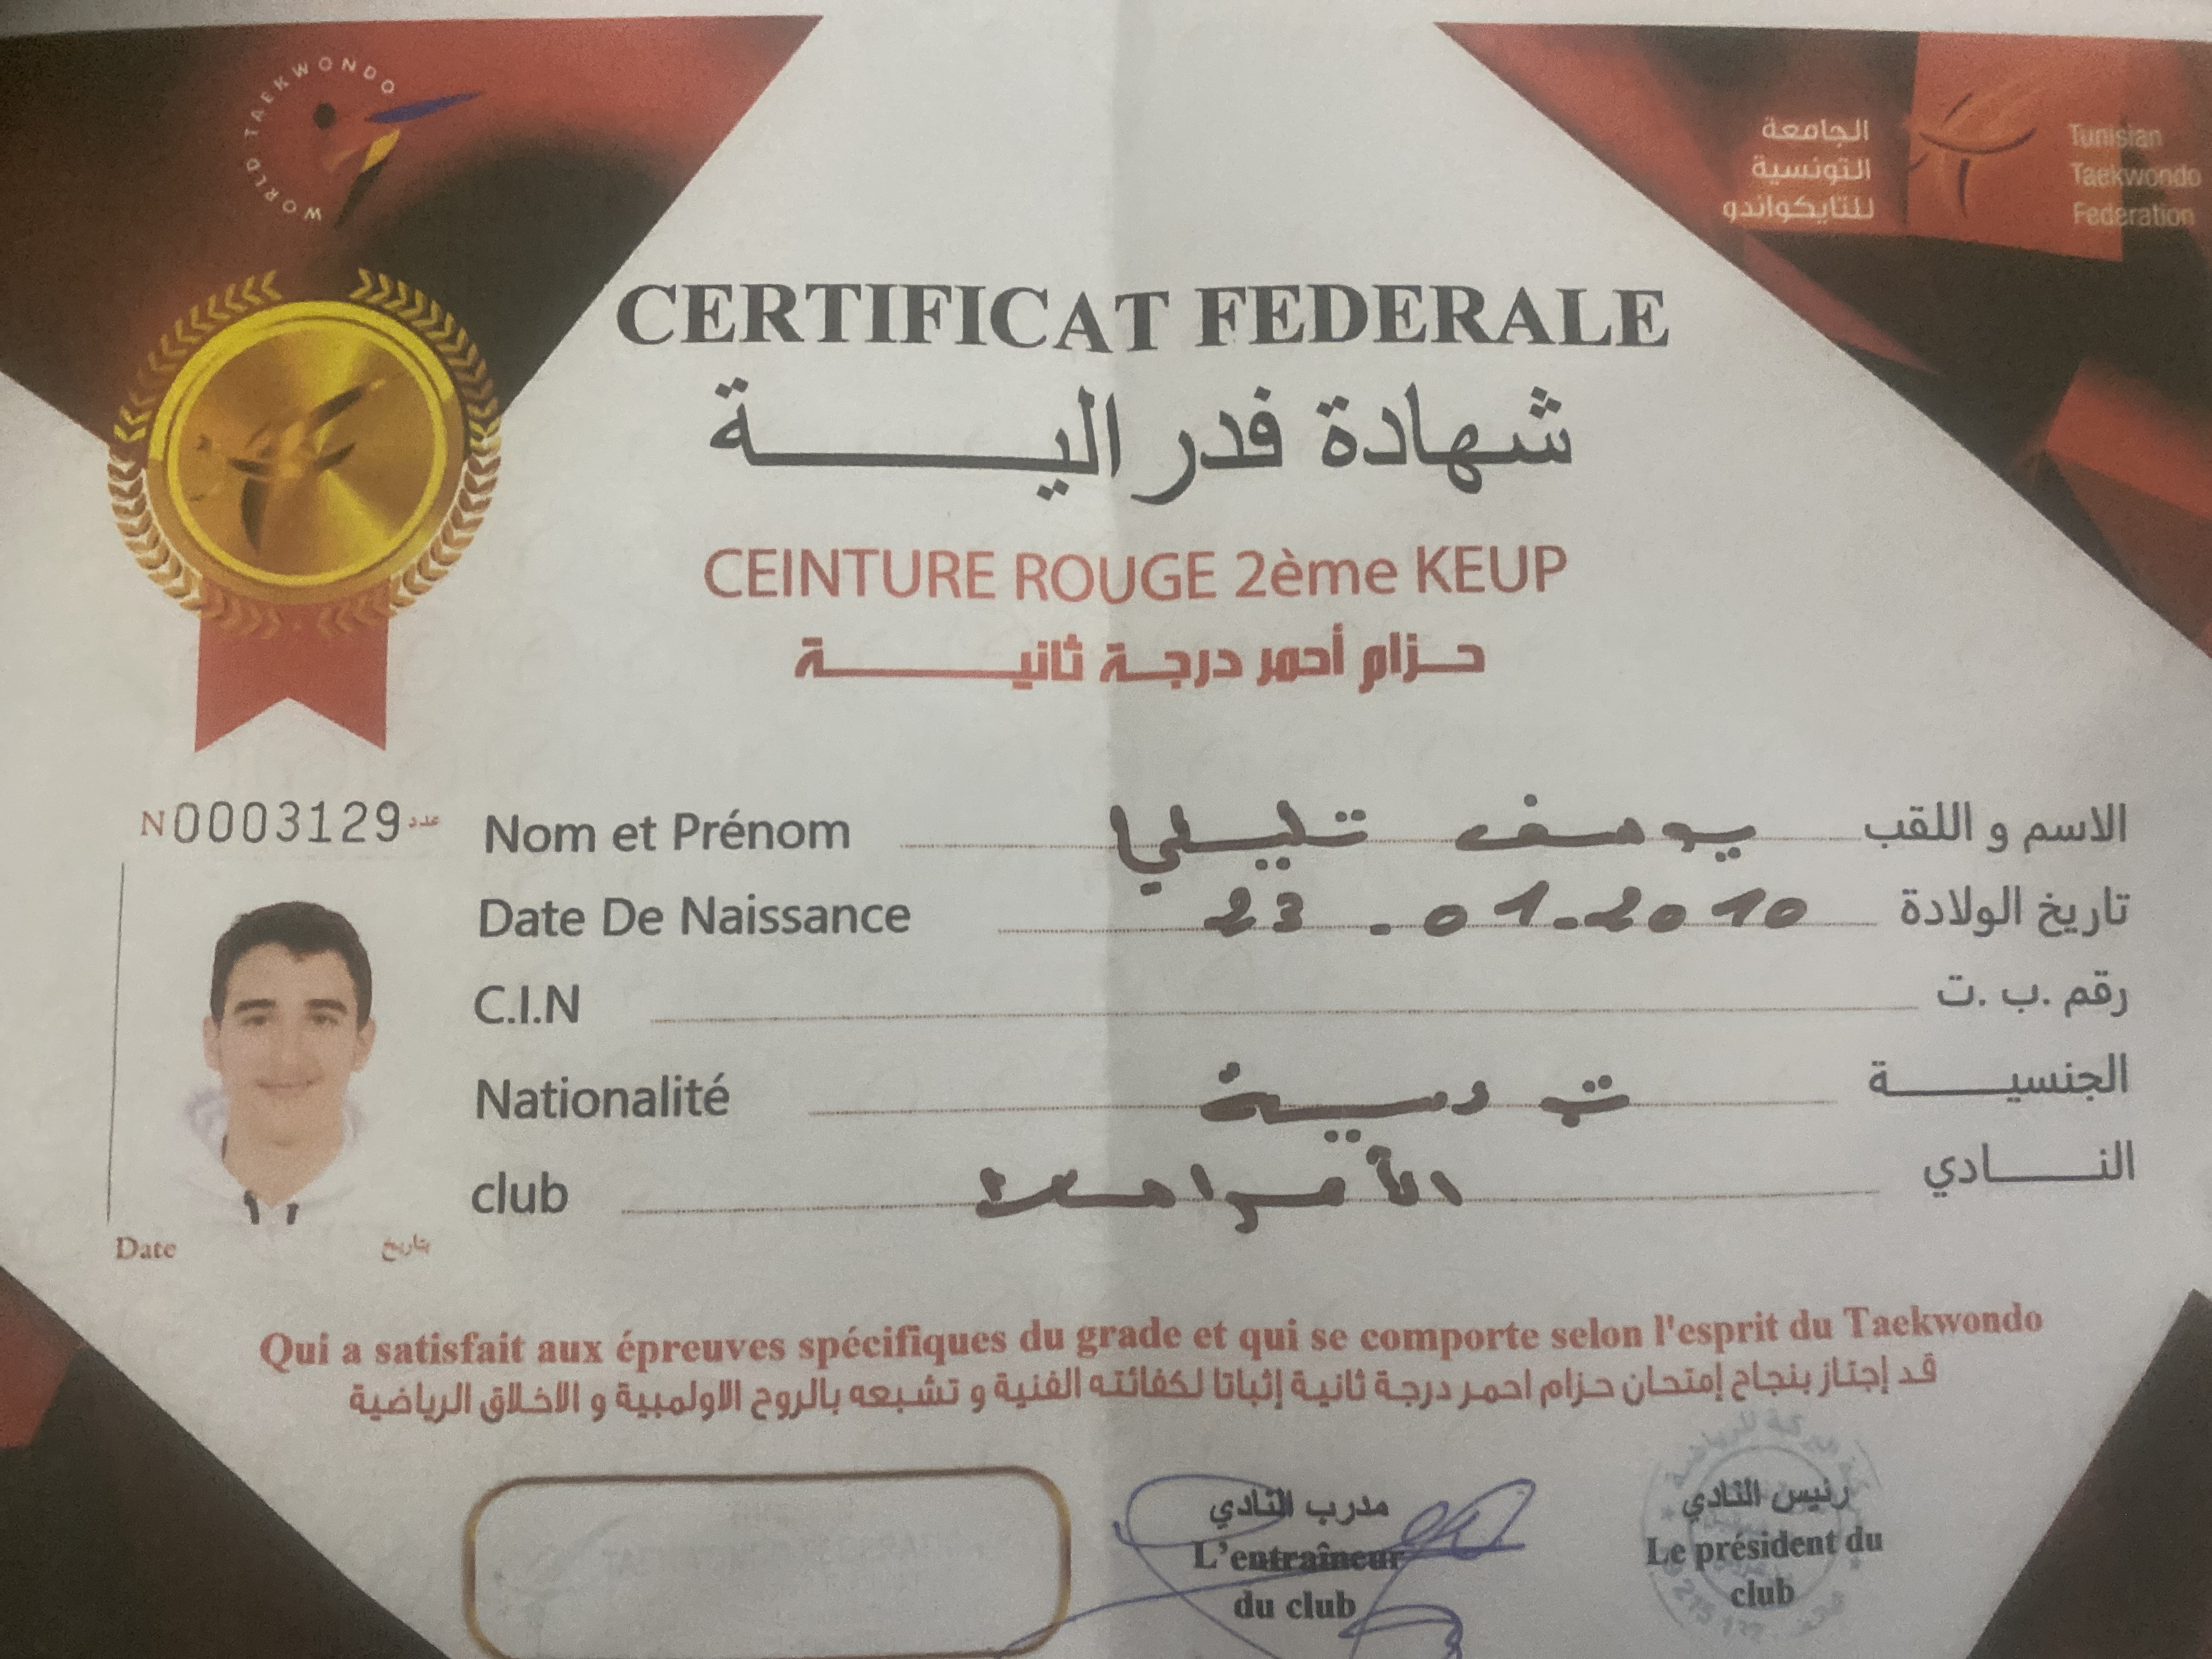 WORLD TAEKWONDO
الجامعة
التونسية
للتايكواندو
Tunisian
Taekwondo
Federation
CERTIFICAT FEDERALE
شهادة فدرالية
CEINTURE ROUGE 2ème KEUP
حزام أحمر درجة ثانية
N0003129 عدد
Nom et Prénom يوسف تليلي الاسم و اللقب
Date De Naissance 23.01.2010 تاريخ الولادة
C.I.N رقم .ب .ت
Nationalité تونسية الجنسية
club النادي
Date بتاريخ
Qui a satisfait aux épreuves spécifiques du grade et qui se comporte selon l'esprit du Taekwondo
قد إجتاز بنجاح إمتحان حزام احمر درجة ثانية إثباتا لكفائته الفنية و تشبعه بالروح الاولمبية و الاخلاق الرياضية
مدرب النادي
L'entraîneur
du club
رئيس النادي
Le président du
club